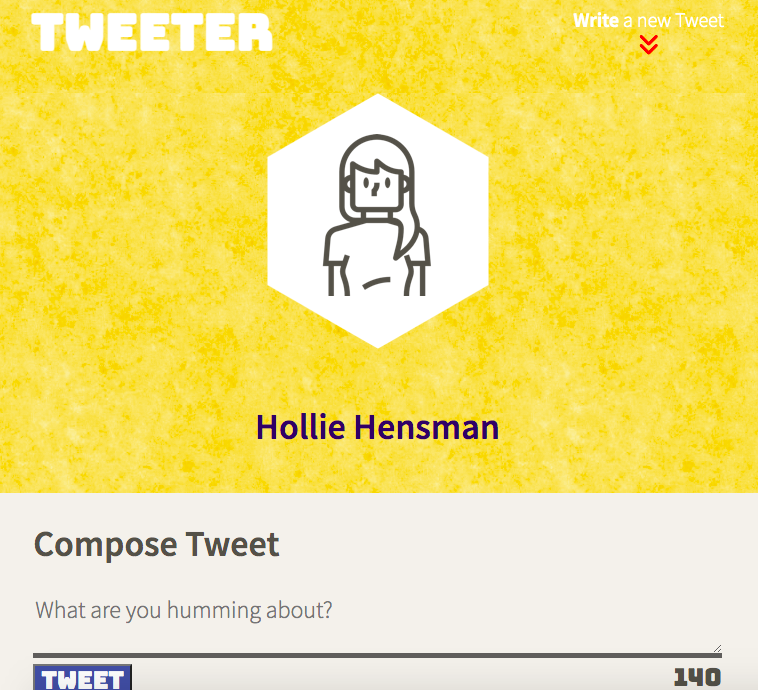 TWEETER
Write a new Tweet
Hollie Hensman
Compose Tweet
What are you humming about?
TWEET
140